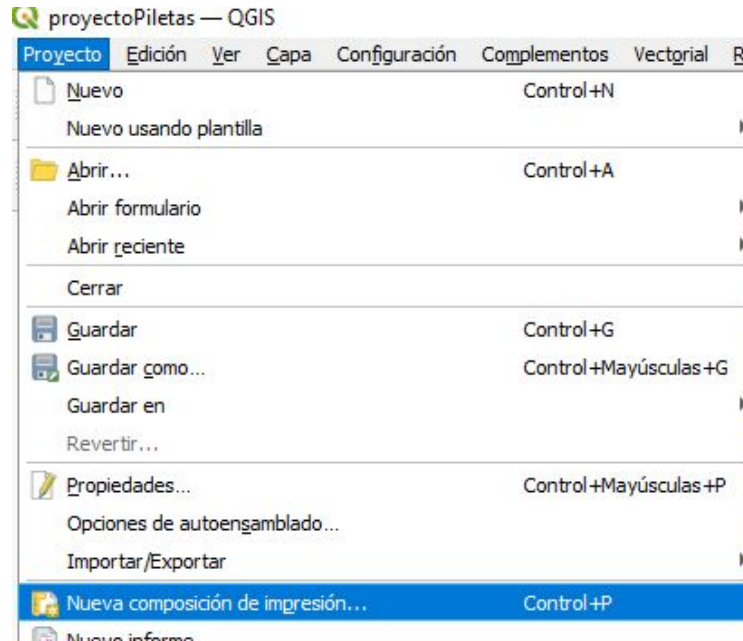 proyectoPiletas — QGIS
Proyecto Edición Ver Capa Configuración Complementos Vectorial R
Nuevo Control+N
Nuevo usando plantilla
Abrir... Control+A
Abrir formulario
Abrir reciente
Cerrar
Guardar Control+G
Guardar como... Control+Mayúsculas+G
Guardar en
Revertir...
Propiedades... Control+Mayúsculas+P
Opciones de autoensamblado...
Importar/Exportar
Nueva composición de impresión... Control+P
Nuevo informe